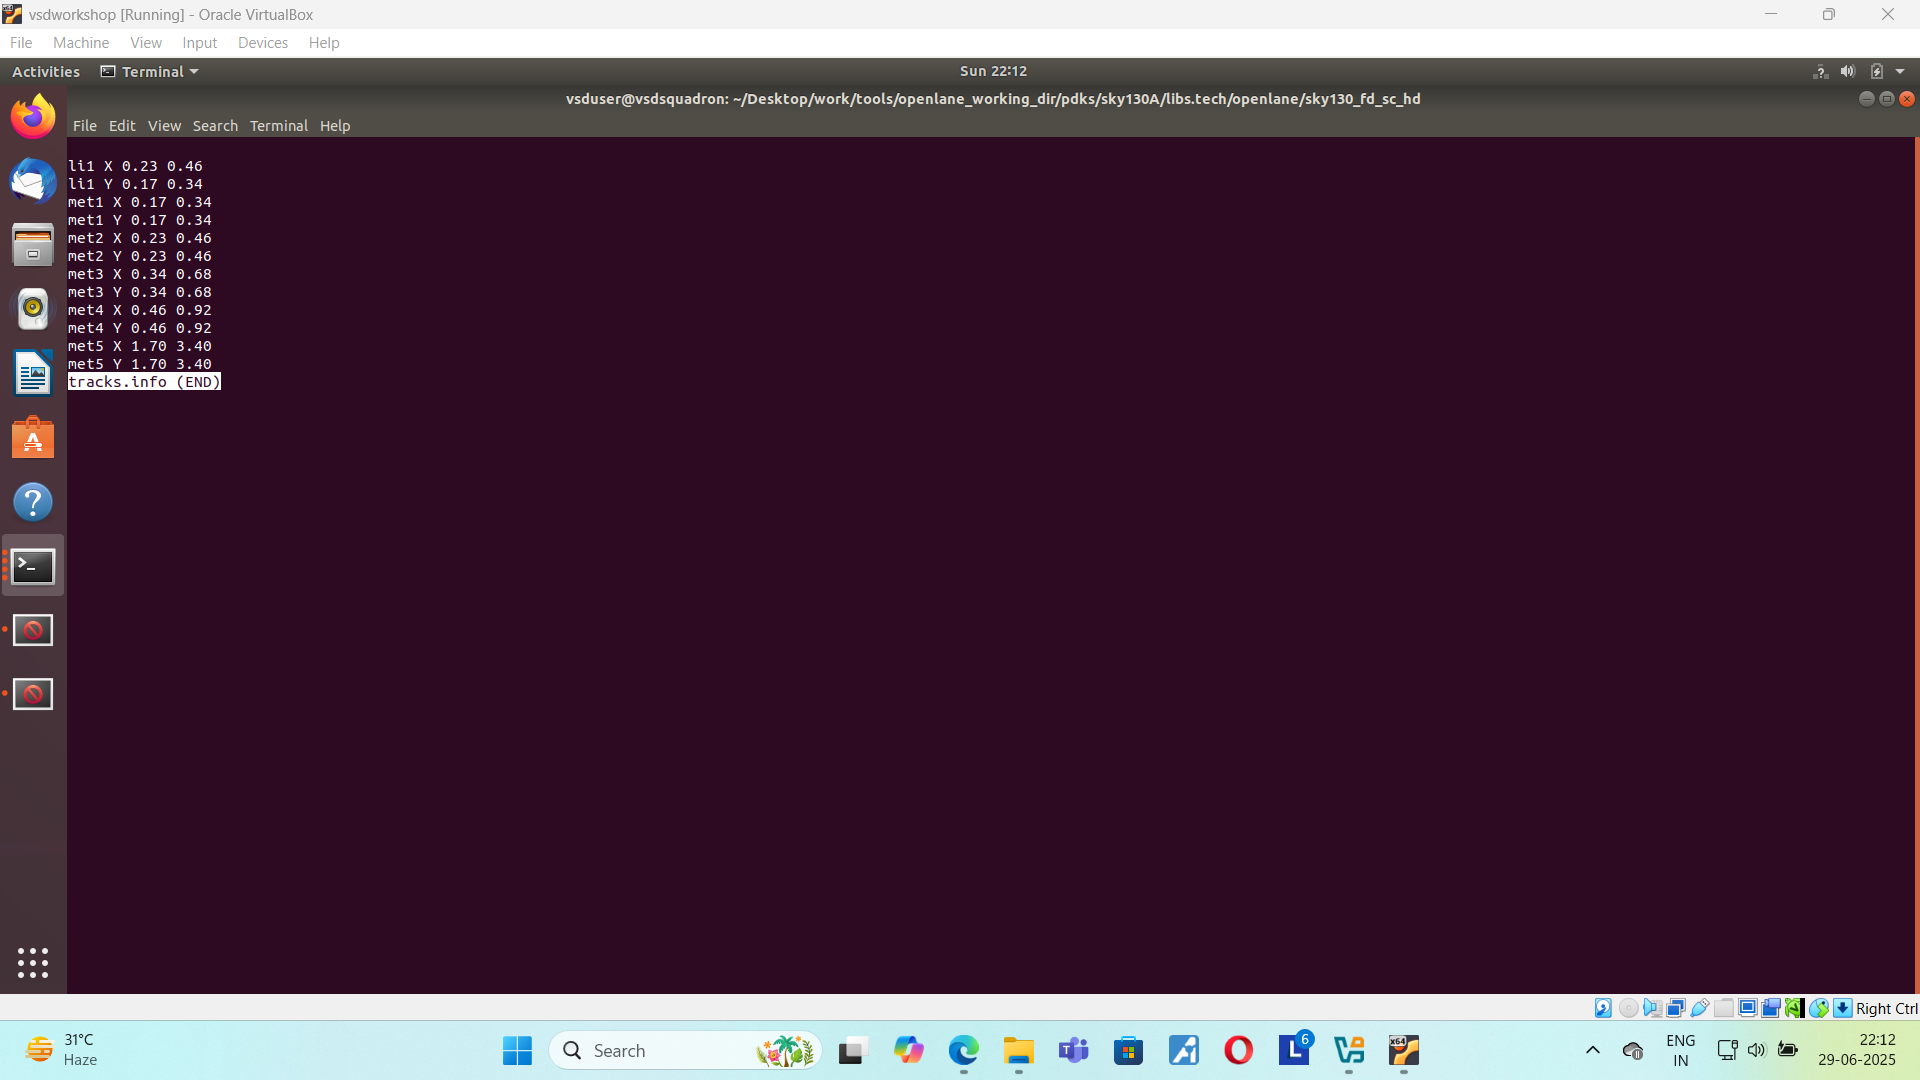 vsdworkshop [Running] - Oracle VirtualBox
File Machine View Input Devices Help
Activities Terminal Sun 22:12
vsduser@vsdsquadron: ~/Desktop/work/tools/openlane_working_dir/pdks/sky130A/libs.tech/openlane/sky130_fd_sc_hd
File Edit View Search Terminal Help
li1 X 0.23 0.46
li1 Y 0.17 0.34
met1 X 0.17 0.34
met1 Y 0.17 0.34
met2 X 0.23 0.46
met2 Y 0.23 0.46
met3 X 0.34 0.68
met3 Y 0.34 0.68
met4 X 0.46 0.92
met4 Y 0.46 0.92
met5 X 1.70 3.40
met5 Y 1.70 3.40
tracks.info (END)
Right Ctrl
31°C
Haze
Search
6
x64
ENG
IN
22:12
29-06-2025